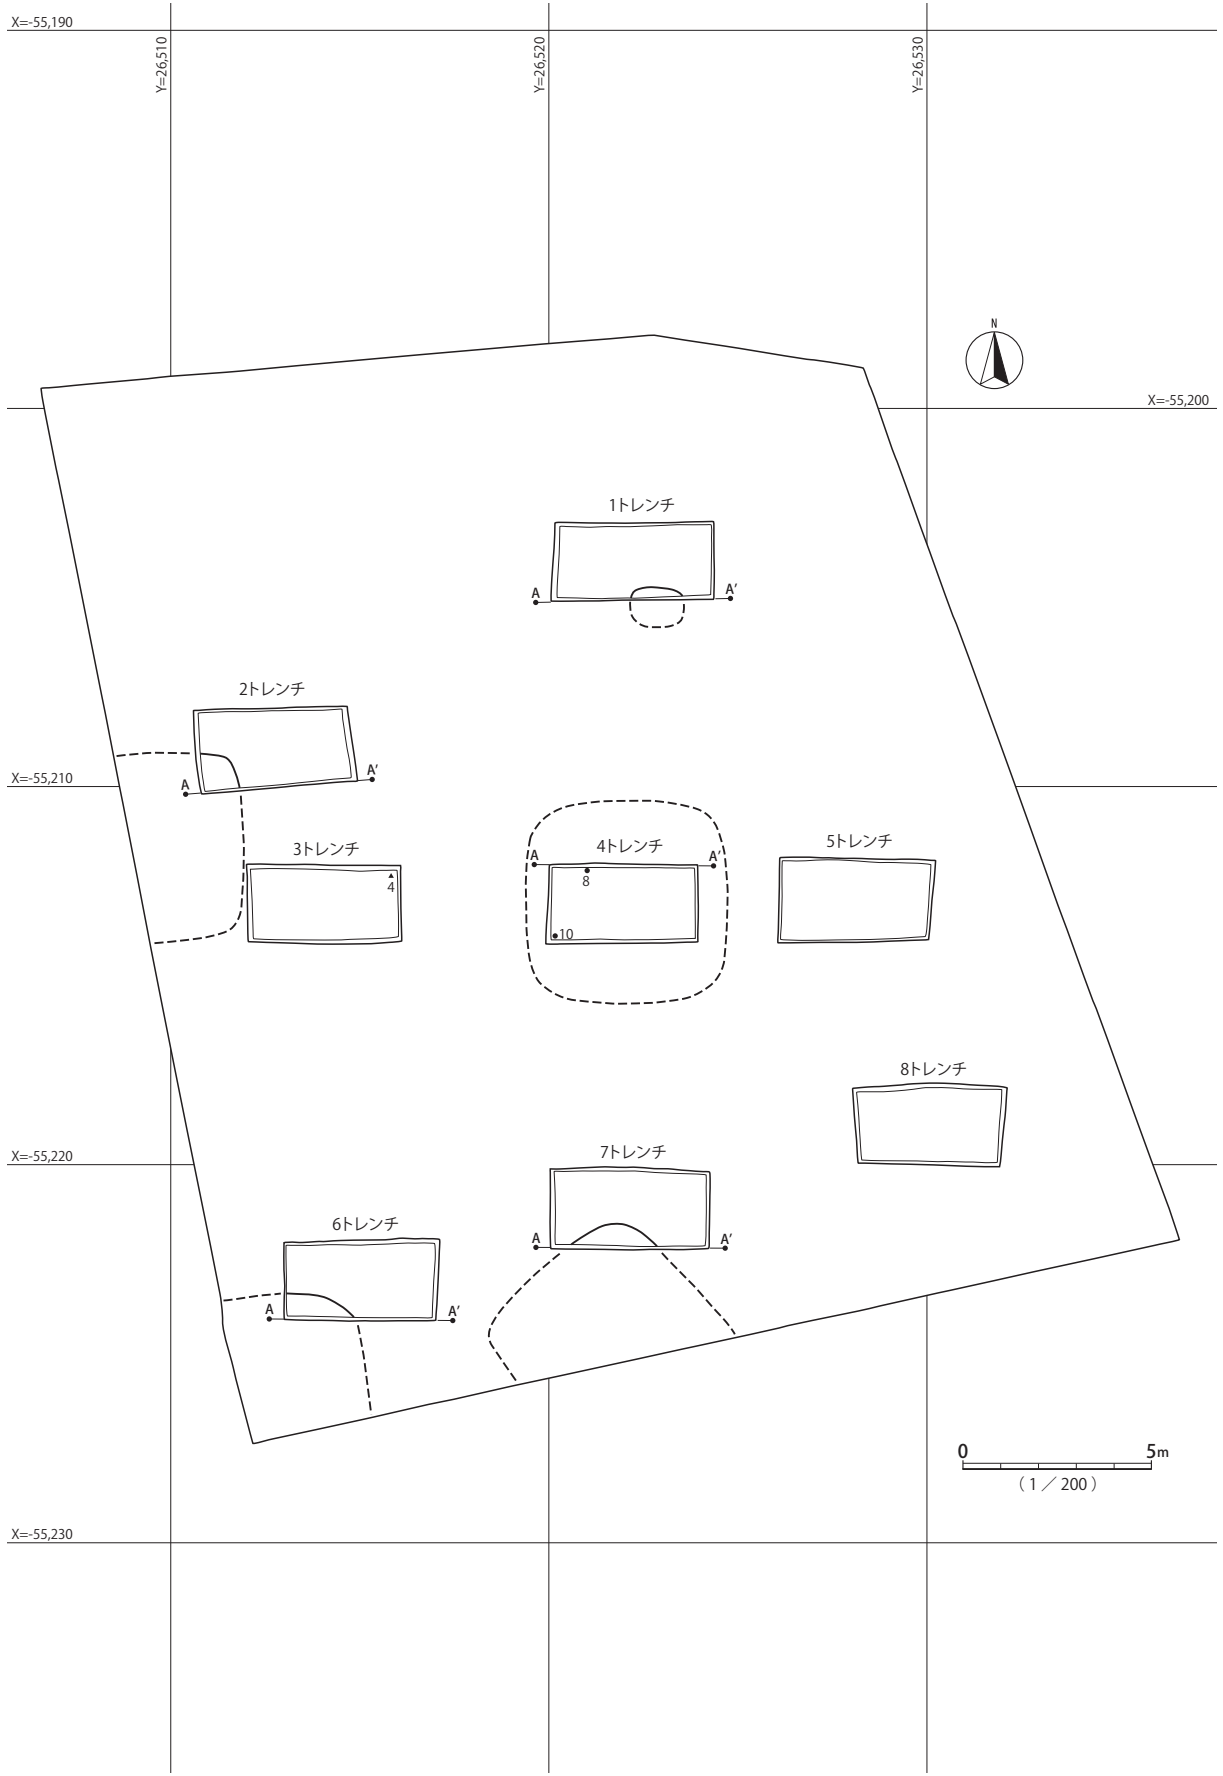 X=-55,190
Y=26,510
Y=26,520
Y=26,530
N
X=-55,200
1トレンチ
A A'
2トレンチ
X=-55,210
A A'
3トレンチ
4
4トレンチ
A A'
8
10
5トレンチ
8トレンチ
X=-55,220
7トレンチ
A A'
6トレンチ
A A'
0 5m
(1/200)
X=-55,230